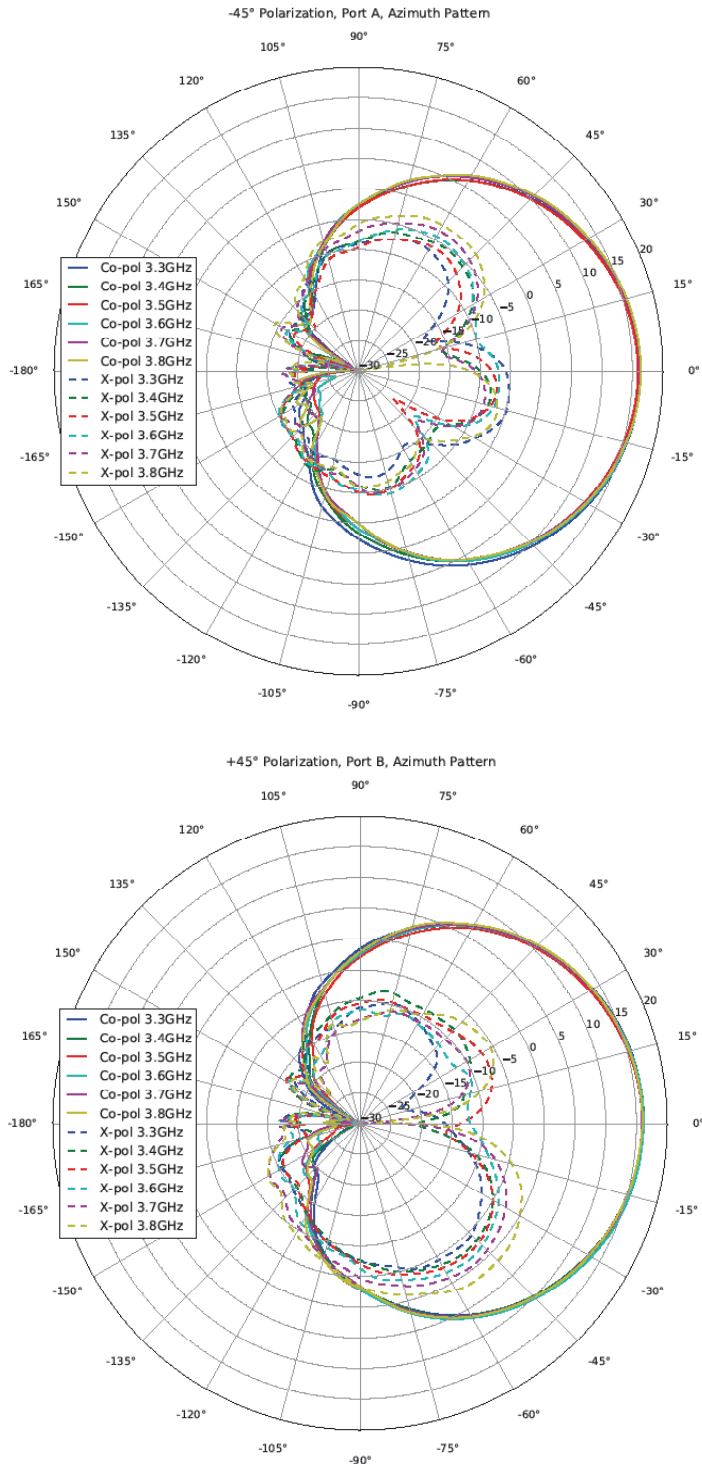 -45° Polarization, Port A, Azimuth Pattern
90°
105°
75°
120°
60°
135°
45°
150°
30°
165°
15°
-180°
0°
-165°
-15°
-150°
-30°
-135°
-45°
-120°
-60°
-105°
-75°
-90°
20
15
10
5
0
−5
−10
−15
−20
−25
−30
Co-pol 3.3GHz
Co-pol 3.4GHz
Co-pol 3.5GHz
Co-pol 3.6GHz
Co-pol 3.7GHz
Co-pol 3.8GHz
X-pol 3.3GHz
X-pol 3.4GHz
X-pol 3.5GHz
X-pol 3.6GHz
X-pol 3.7GHz
X-pol 3.8GHz
+45° Polarization, Port B, Azimuth Pattern
90°
105°
75°
120°
60°
135°
45°
150°
30°
165°
15°
-180°
0°
-165°
-15°
-150°
-30°
-135°
-45°
-120°
-60°
-105°
-75°
-90°
20
15
10
5
0
−5
−10
−15
−20
−25
−30
Co-pol 3.3GHz
Co-pol 3.4GHz
Co-pol 3.5GHz
Co-pol 3.6GHz
Co-pol 3.7GHz
Co-pol 3.8GHz
X-pol 3.3GHz
X-pol 3.4GHz
X-pol 3.5GHz
X-pol 3.6GHz
X-pol 3.7GHz
X-pol 3.8GHz